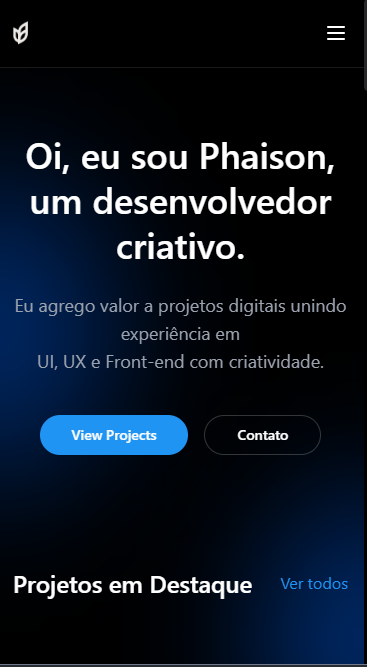 Oi, eu sou Phaison,
um desenvolvedor
criativo.
Eu agrego valor a projetos digitais unindo
experiência em
UI, UX e Front-end com criatividade.
View Projects
Contato
Projetos em Destaque
Ver todos